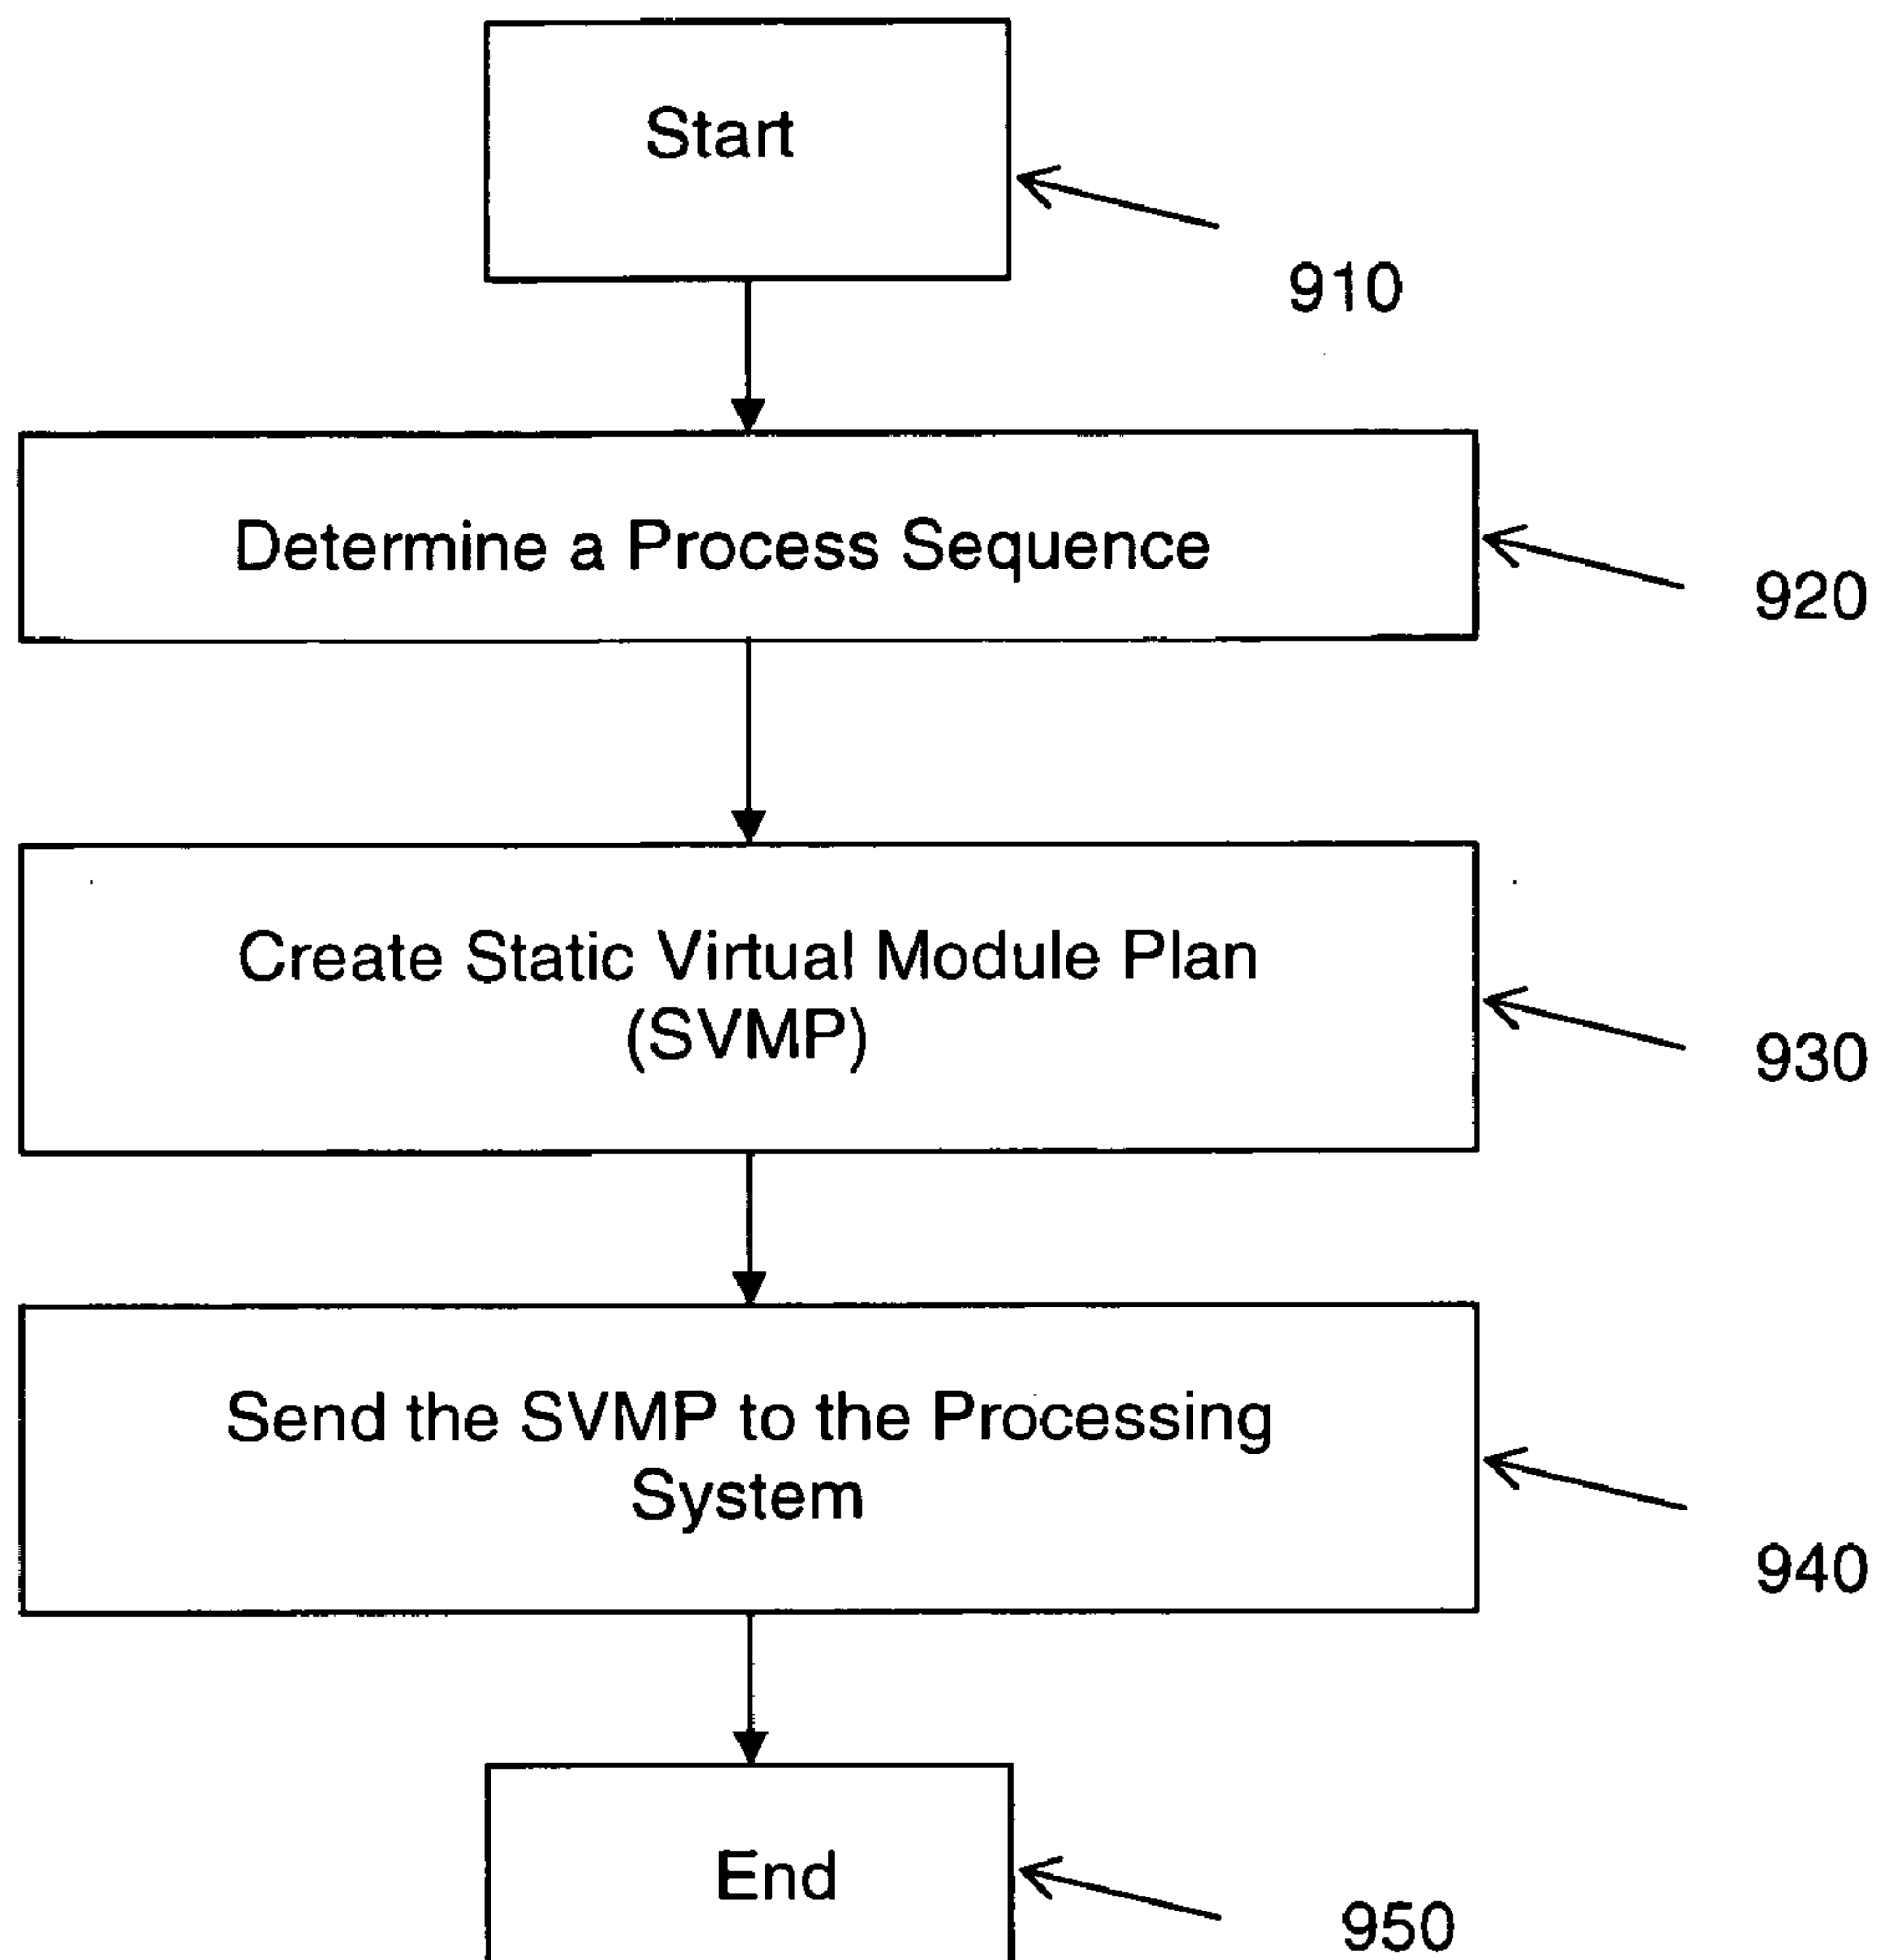 Start
910
Determine a Process Sequence
920
Create Static Virtual Module Plan
(SVMP)
930
Send the SVMP to the Processing
System
940
End
950